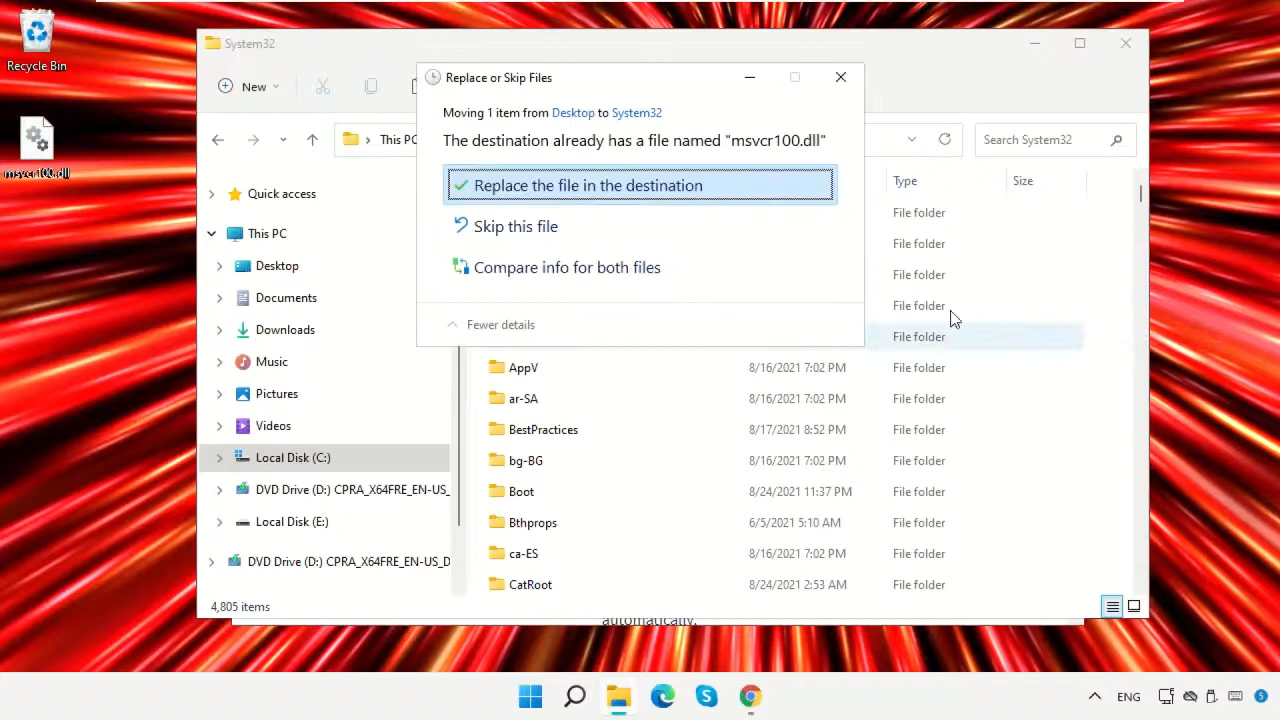 Recycle Bin
msvcr100.dll
System32
New
This PC
Search System32
Replace or Skip Files
Moving 1 item from Desktop to System32
The destination already has a file named "msvcr100.dll"
Replace the file in the destination
Skip this file
Compare info for both files
Fewer details
Quick access
This PC
Desktop
Documents
Downloads
Music
Pictures
Videos
Local Disk (C:)
DVD Drive (D:) CPRA_X64FRE_EN-US_
Local Disk (E:)
DVD Drive (D:) CPRA_X64FRE_EN-US_D
Type Size
File folder
File folder
File folder
File folder
File folder
AppV 8/16/2021 7:02 PM File folder
ar-SA 8/16/2021 7:02 PM File folder
BestPractices 8/17/2021 8:52 PM File folder
bg-BG 8/16/2021 7:02 PM File folder
Boot 8/24/2021 11:37 PM File folder
Bthprops 6/5/2021 5:10 AM File folder
ca-ES 8/16/2021 7:02 PM File folder
CatRoot 8/24/2021 2:53 AM File folder
4,805 items
automatically,
ENG
5